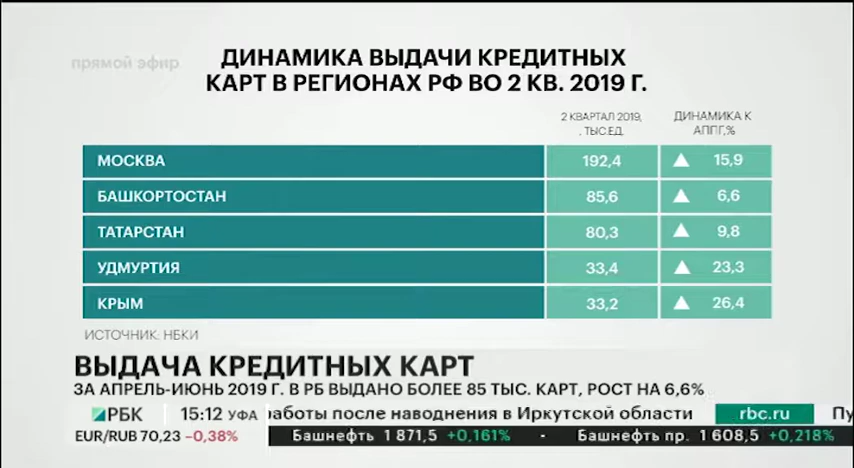 прямой эфир
ДИНАМИКА ВЫДАЧИ КРЕДИТНЫХ
КАРТ В РЕГИОНАХ РФ ВО 2 КВ. 2019 Г.
2 КВАРТАЛ 2019, ДИНАМИКА К
, ТЫС.ЕД. АППГ,%
МОСКВА 192,4 ▲ 15,9
БАШКОРТОСТАН 85,6 ▲ 6,6
ТАТАРСТАН 80,3 ▲ 9,8
УДМУРТИЯ 33,4 ▲ 23,3
КРЫМ 33,2 ▲ 26,4
ИСТОЧНИК: НБКИ
ВЫДАЧА КРЕДИТНЫХ КАРТ
ЗА АПРЕЛЬ-ИЮНЬ 2019 Г. В РБ ВЫДАНО БОЛЕЕ 85 ТЫС. КАРТ, РОСТ НА 6,6%
РБК 15:12 УФА аботы после наводнения в Иркутской области rbc.ru Пу
EUR/RUB 70,23 -0,38% Башнефть 1 871,5 +0,161% - Башнефть пр. 1 608,5 +0,218%